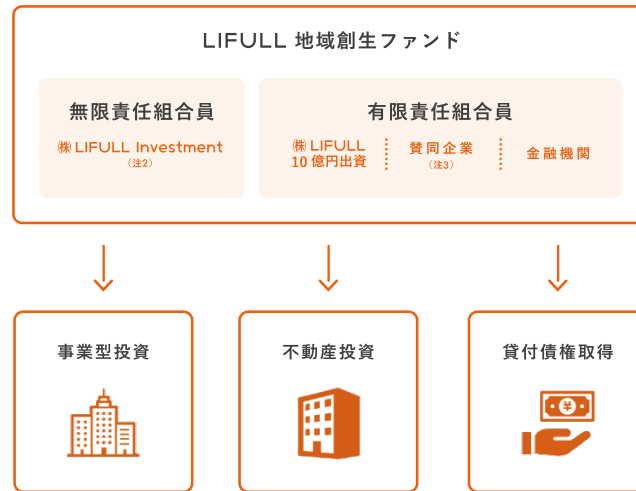 LIFULL 地域創生ファンド
無限責任組合員
㈱ LIFULL Investment
（注2）
有限責任組合員
㈱ LIFULL
10 億円出資
賛同企業
（注3）
金融機関
事業型投資
不動産投資
貸付債権取得
¥